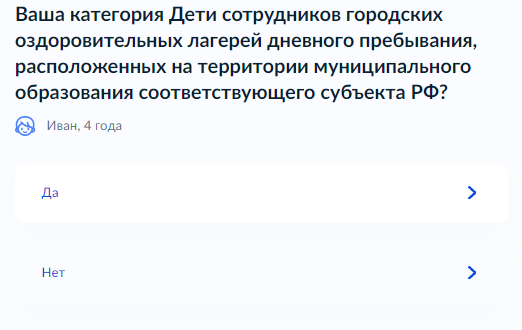 Ваша категория Дети сотрудников городских
оздоровительных лагерей дневного пребывания,
расположенных на территории муниципального
образования соответствующего субъекта РФ?
Иван, 4 года
Да
Нет